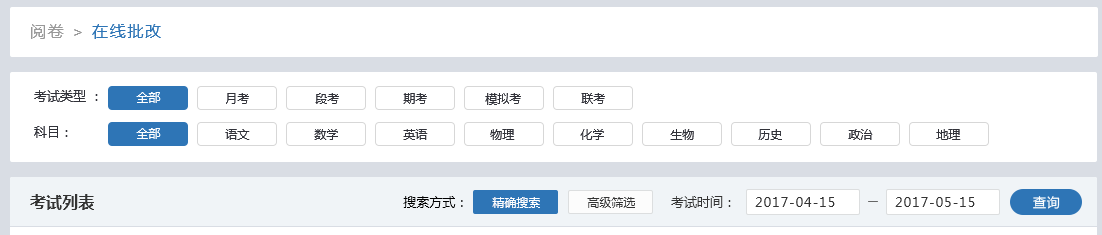 阅卷 > 在线批改
考试类型 : 全部 月考 段考 期考 模拟考 联考
科目 : 全部 语文 数学 英语 物理 化学 生物 历史 政治 地理
考试列表 搜索方式 : 精确搜索 高级筛选 考试时间 : 2017-04-15 — 2017-05-15 查询